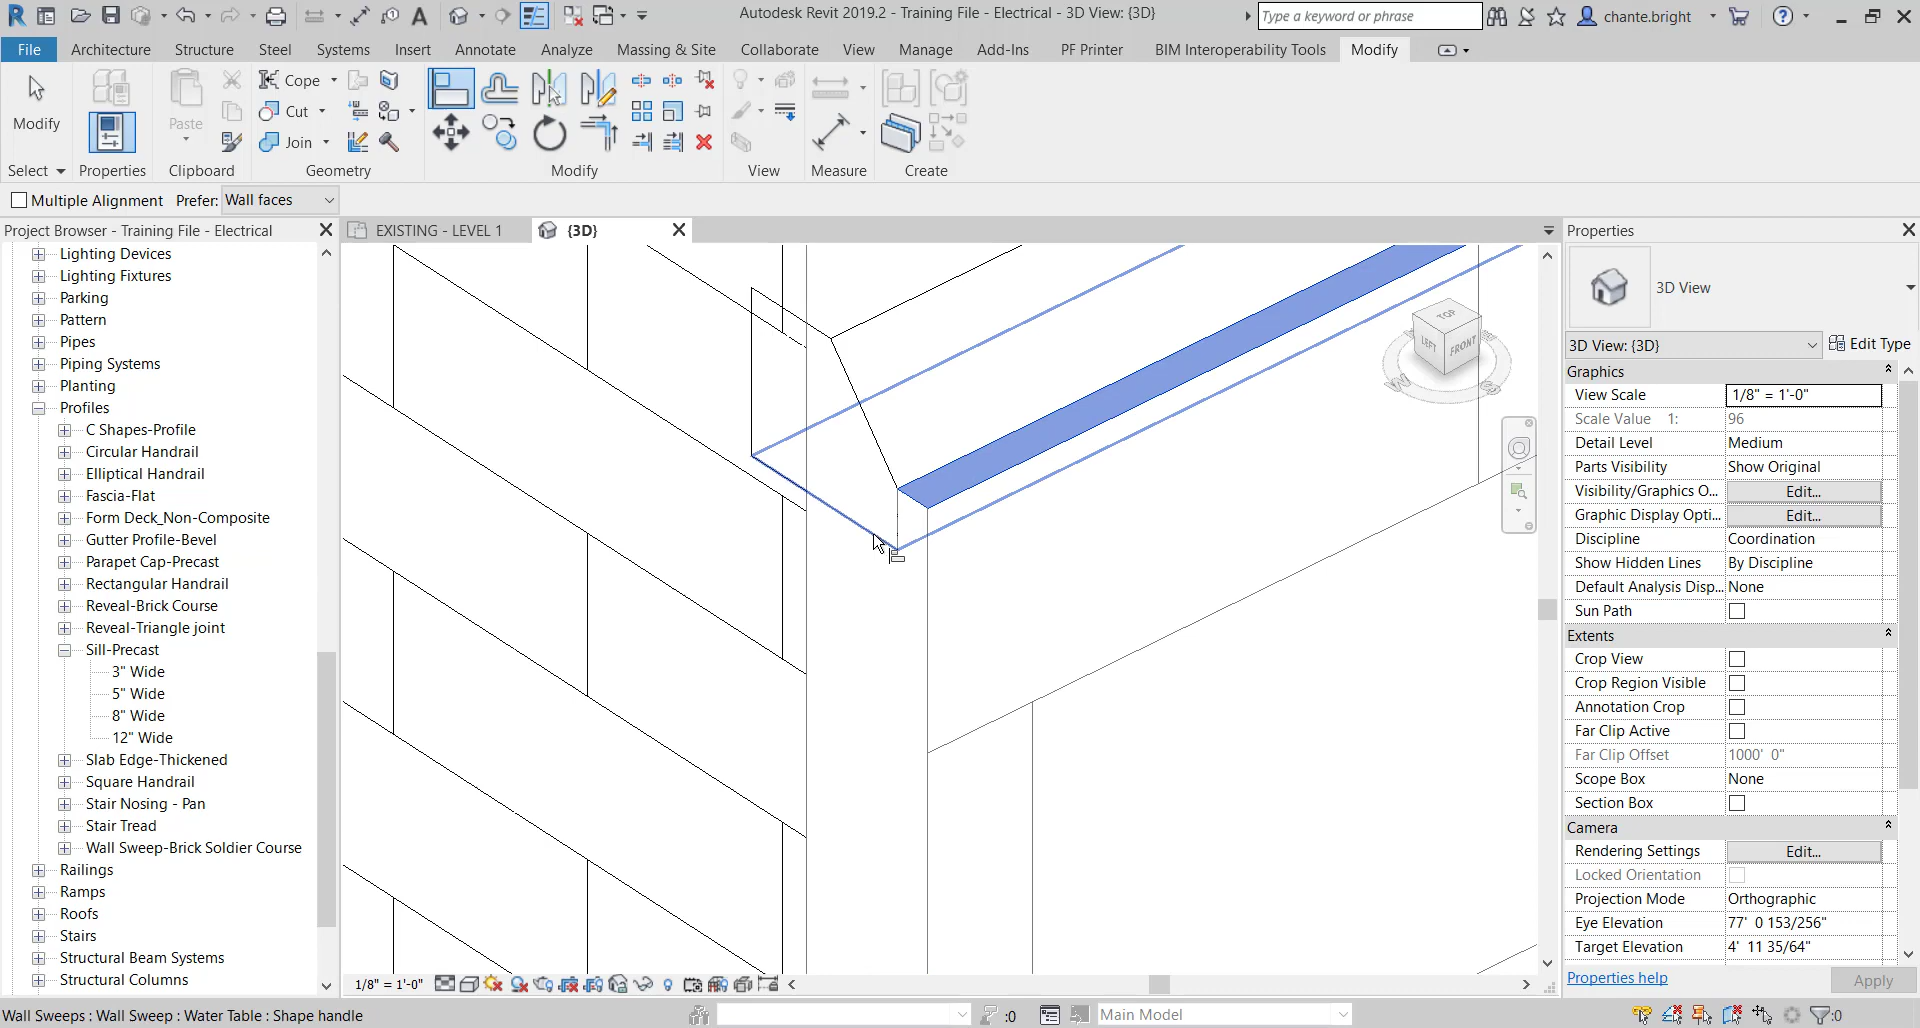 Autodesk Revit 2019.2 - Training File - Electrical - 3D View: {3D}
Type a keyword or phrase
chante.bright
File Architecture Structure Steel Systems Insert Annotate Analyze Massing & Site Collaborate View Manage Add-Ins PF Printer BIM Interoperability Tools Modify
Modify
Paste
Cope
Cut
Join
Select Properties Clipboard Geometry Modify View Measure Create
Multiple Alignment Prefer: Wall faces
Project Browser - Training File - Electrical
Lighting Devices
Lighting Fixtures
Parking
Pattern
Pipes
Piping Systems
Planting
Profiles
C Shapes-Profile
Circular Handrail
Elliptical Handrail
Fascia-Flat
Form Deck_Non-Composite
Gutter Profile-Bevel
Parapet Cap-Precast
Rectangular Handrail
Reveal-Brick Course
Reveal-Triangle joint
Sill-Precast
3" Wide
5" Wide
8" Wide
12" Wide
Slab Edge-Thickened
Square Handrail
Stair Nosing - Pan
Stair Tread
Wall Sweep-Brick Soldier Course
Railings
Ramps
Roofs
Stairs
Structural Beam Systems
Structural Columns
EXISTING - LEVEL 1
{3D}
TOP
LEFT
FRONT
W
S
1/8" = 1'-0"
Properties
3D View
3D View: {3D}
Edit Type
Graphics
View Scale 1/8" = 1'-0"
Scale Value 1: 96
Detail Level Medium
Parts Visibility Show Original
Visibility/Graphics O... Edit...
Graphic Display Opti... Edit...
Discipline Coordination
Show Hidden Lines By Discipline
Default Analysis Disp... None
Sun Path
Extents
Crop View
Crop Region Visible
Annotation Crop
Far Clip Active
Far Clip Offset 1000' 0"
Scope Box None
Section Box
Camera
Rendering Settings Edit...
Locked Orientation
Projection Mode Orthographic
Eye Elevation 77' 0 153/256"
Target Elevation 4' 11 35/64"
Properties help
Apply
Wall Sweeps : Wall Sweep : Water Table : Shape handle
:0
Main Model
:0